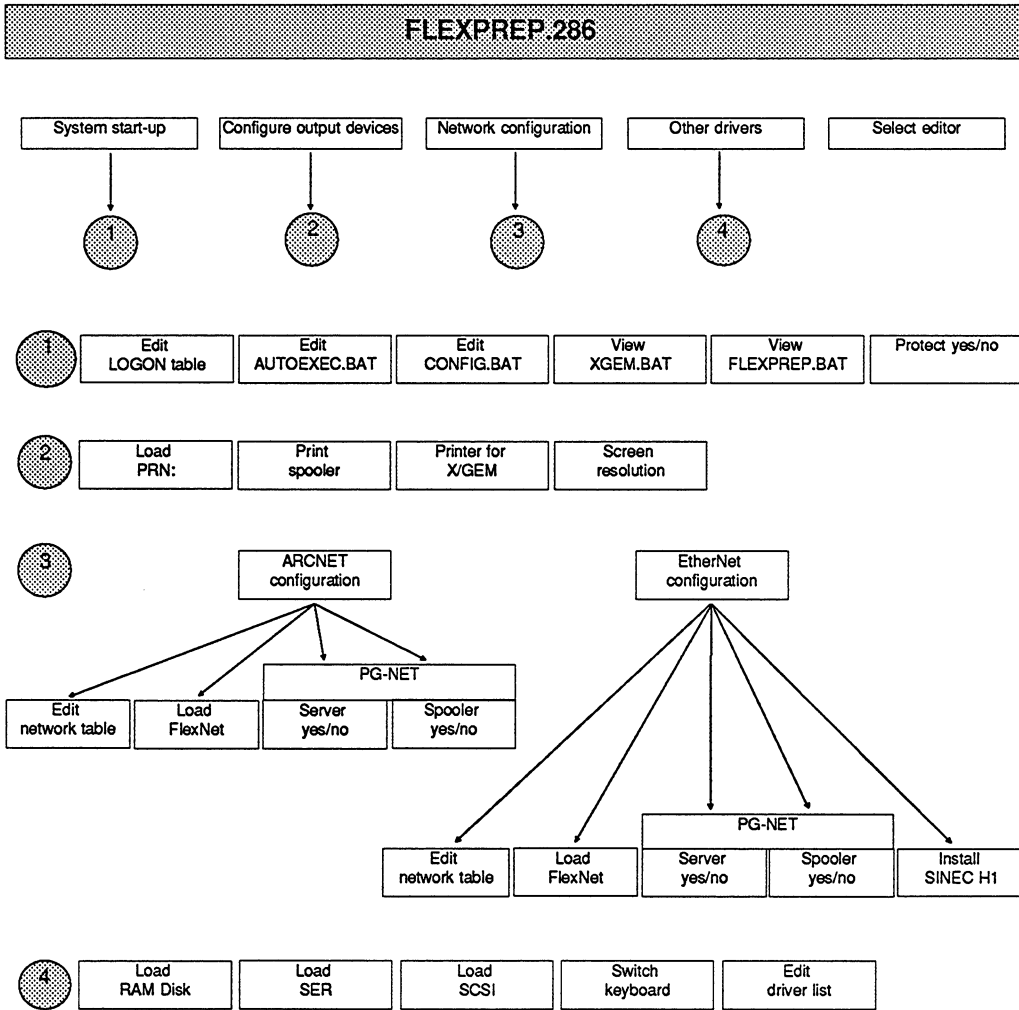 FLEXPREP.286
System start-up
Configure output devices
Network configuration
Other drivers
Select editor
1
2
3
4
1
Edit
LOGON table
Edit
AUTOEXEC.BAT
Edit
CONFIG.BAT
View
XGEM.BAT
View
FLEXPREP.BAT
Protect yes/no
2
Load
PRN:
Print
spooler
Printer for
X/GEM
Screen
resolution
3
ARCNET
configuration
EtherNet
configuration
PG-NET
Edit
network table
Load
FlexNet
Server
yes/no
Spooler
yes/no
PG-NET
Edit
network table
Load
FlexNet
Server
yes/no
Spooler
yes/no
Install
SINEC H1
4
Load
RAM Disk
Load
SER
Load
SCSI
Switch
keyboard
Edit
driver list